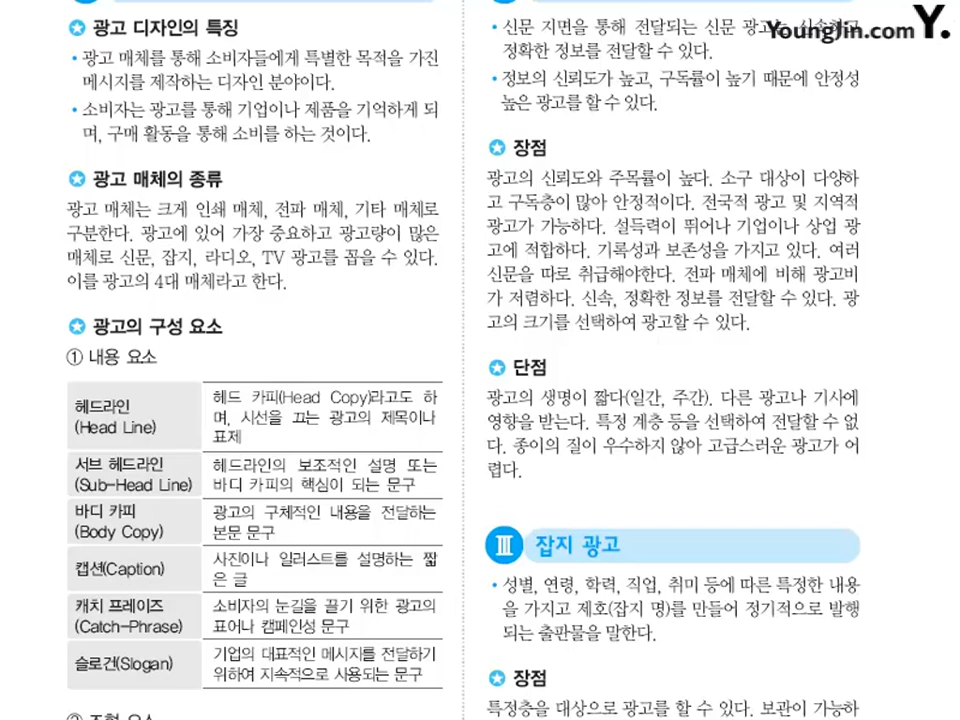 광고 디자인의 특징
• 광고 매체를 통해 소비자들에게 특별한 목적을 가진
메시지를 제작하는 디자인 분야이다.
• 소비자는 광고를 통해 기업이나 제품을 기억하게 되
며, 구매 활동을 통해 소비를 하는 것이다.
광고 매체의 종류
광고 매체는 크게 인쇄 매체, 전파 매체, 기타 매체로
구분한다. 광고에 있어 가장 중요하고 광고량이 많은
매체로 신문, 잡지, 라디오, TV 광고를 꼽을 수 있다.
이를 광고의 4대 매체라고 한다.
광고의 구성 요소
① 내용 요소
헤드라인
(Head Line)
헤드 카피(Head Copy)라고도 하
며, 시선을 끄는 광고의 제목이나
표제
서브 헤드라인
(Sub-Head Line)
헤드라인의 보조적인 설명 또는
바디 카피의 핵심이 되는 문구
바디 카피
(Body Copy)
광고의 구체적인 내용을 전달하는
본문 문구
캡션(Caption)
사진이나 일러스트를 설명하는 짧
은 글
캐치 프레이즈
(Catch-Phrase)
소비자의 눈길을 끌기 위한 광고의
표어나 캠페인성 문구
슬로건(Slogan)
기업의 대표적인 메시지를 전달하기
위하여 지속적으로 사용되는 문구
② 조형 요소
• 신문 지면을 통해 전달되는 신문 광고는
정확한 정보를 전달할 수 있다.
• 정보의 신뢰도가 높고, 구독률이 높기 때문에 안정성
높은 광고를 할 수 있다.
장점
광고의 신뢰도와 주목률이 높다. 소구 대상이 다양하
고 구독층이 많아 안정적이다. 전국적 광고 및 지역적
광고가 가능하다. 설득력이 뛰어나 기업이나 상업 광
고에 적합하다. 기록성과 보존성을 가지고 있다. 여러
신문을 따로 취급해야한다. 전파 매체에 비해 광고비
가 저렴하다. 신속, 정확한 정보를 전달할 수 있다. 광
고의 크기를 선택하여 광고할 수 있다.
단점
광고의 생명이 짧다(일간, 주간). 다른 광고나 기사에
영향을 받는다. 특정 계층 등을 선택하여 전달할 수 없
다. 종이의 질이 우수하지 않아 고급스러운 광고가 어
렵다.
Ⅲ 잡지 광고
• 성별, 연령, 학력, 직업, 취미 등에 따른 특정한 내용
을 가지고 제호(잡지 명)를 만들어 정기적으로 발행
되는 출판물을 말한다.
장점
특정층을 대상으로 광고를 할 수 있다. 보관이 가능하
YoungJin.com Y.